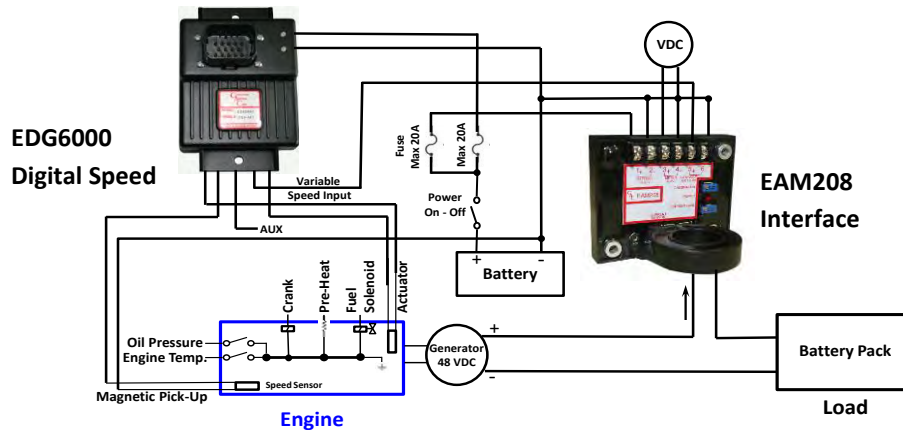 VDC
EDG6000
Digital Speed
Fuse
Max 20A
Max 20A
Variable
Speed Input
EAM208
Interface
Power
On - Off
AUX
+ -
Battery
Crank
Pre-Heat
Fuel
Solenoid
Actuator
Oil Pressure
Engine Temp.
+
Generator
48 VDC
-
Battery Pack
Speed Sensor
Magnetic Pick-Up
Load
Engine